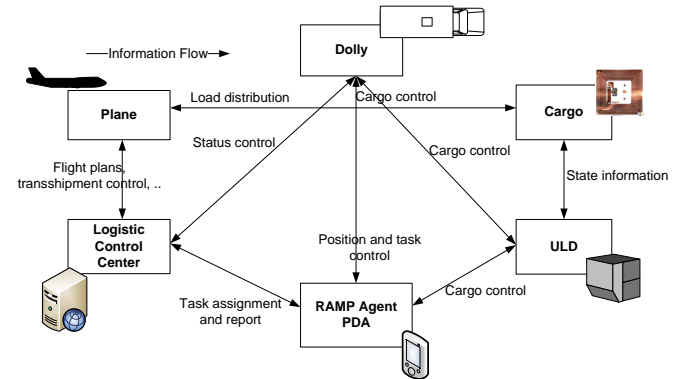 Dolly
Information Flow
Load distribution
Cargo control
Plane
Cargo
Status control
Cargo control
Flight plans,
transshipment control, ..
State information
Logistic
Control
Center
Position and task
control
ULD
Task assignment
and report
RAMP Agent
PDA
Cargo control